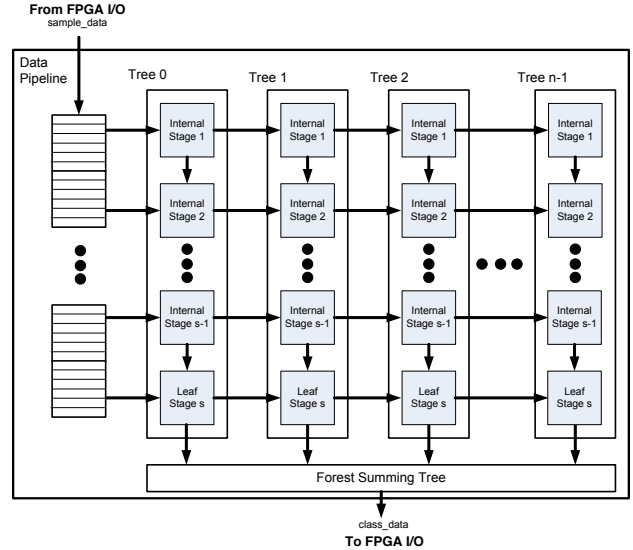 From FPGA I/O
sample_data
Data
Pipeline
Tree 0
Tree 1
Tree 2
Tree n-1
Internal
Stage 1
Internal
Stage 1
Internal
Stage 1
Internal
Stage 1
Internal
Stage 2
Internal
Stage 2
Internal
Stage 2
Internal
Stage 2
Internal
Stage s-1
Internal
Stage s-1
Internal
Stage s-1
Internal
Stage s-1
Leaf
Stage s
Leaf
Stage s
Leaf
Stage s
Leaf
Stage s
Forest Summing Tree
class_data
To FPGA I/O